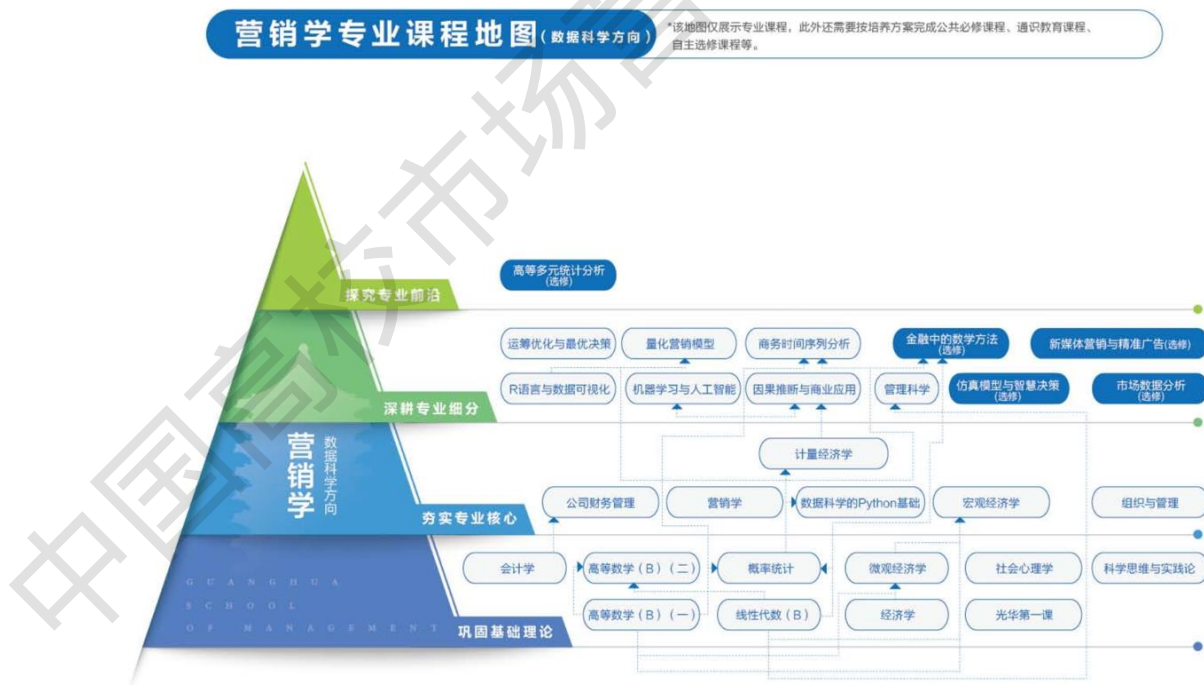 营销学专业课程地图(数据科学方向)
*该地图仅展示专业课程，此外还需要按培养方案完成公共必修课程、通识教育课程、
自主选修课程等。
高等多元统计分析
(选修)
探究专业前沿
运筹优化与最优决策
量化营销模型
商务时间序列分析
金融中的数学方法
(选修)
新媒体营销与精准广告(选修)
R语言与数据可视化
机器学习与人工智能
因果推断与商业应用
管理科学
仿真模型与智慧决策
(选修)
市场数据分析
(选修)
深耕专业细分
营销学
数据科学方向
计量经济学
公司财务管理
营销学
数据科学的Python基础
宏观经济学
组织与管理
夯实专业核心
会计学
高等数学（B）（二）
概率统计
微观经济学
社会心理学
科学思维与实践论
GUANGHUA
SCHOOL
OF MANAGEMENT
高等数学（B）（一）
线性代数（B）
经济学
光华第一课
巩固基础理论
中国高校市场营